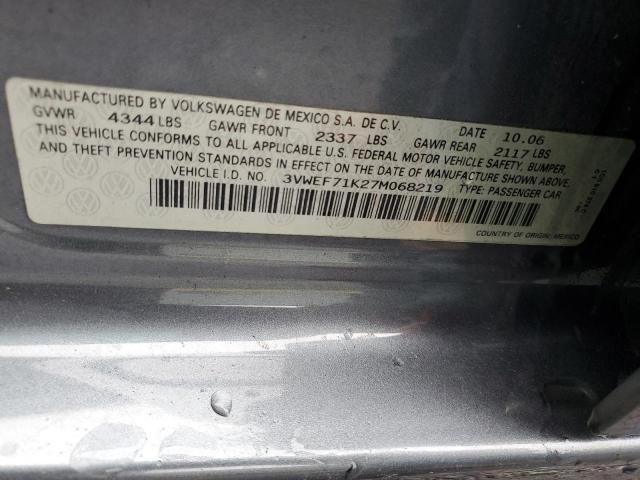 MANUFACTURED BY VOLKSWAGEN DE MEXICO S.A. DE C.V. DATE 10.06
GVWR 4344 LBS GAWR FRONT 2337 LBS GAWR REAR 2117 LBS
THIS VEHICLE CONFORMS TO ALL APPLICABLE U.S. FEDERAL MOTOR VEHICLE SAFETY, BUMPER,
AND THEFT PREVENTION STANDARDS IN EFFECT ON THE DATE OF MANUFACTURE SHOWN ABOVE.
VEHICLE I.D. NO. 3VWEF71K27M068219 TYPE: PASSENGER CAR
COUNTRY OF ORIGIN: MEXICO